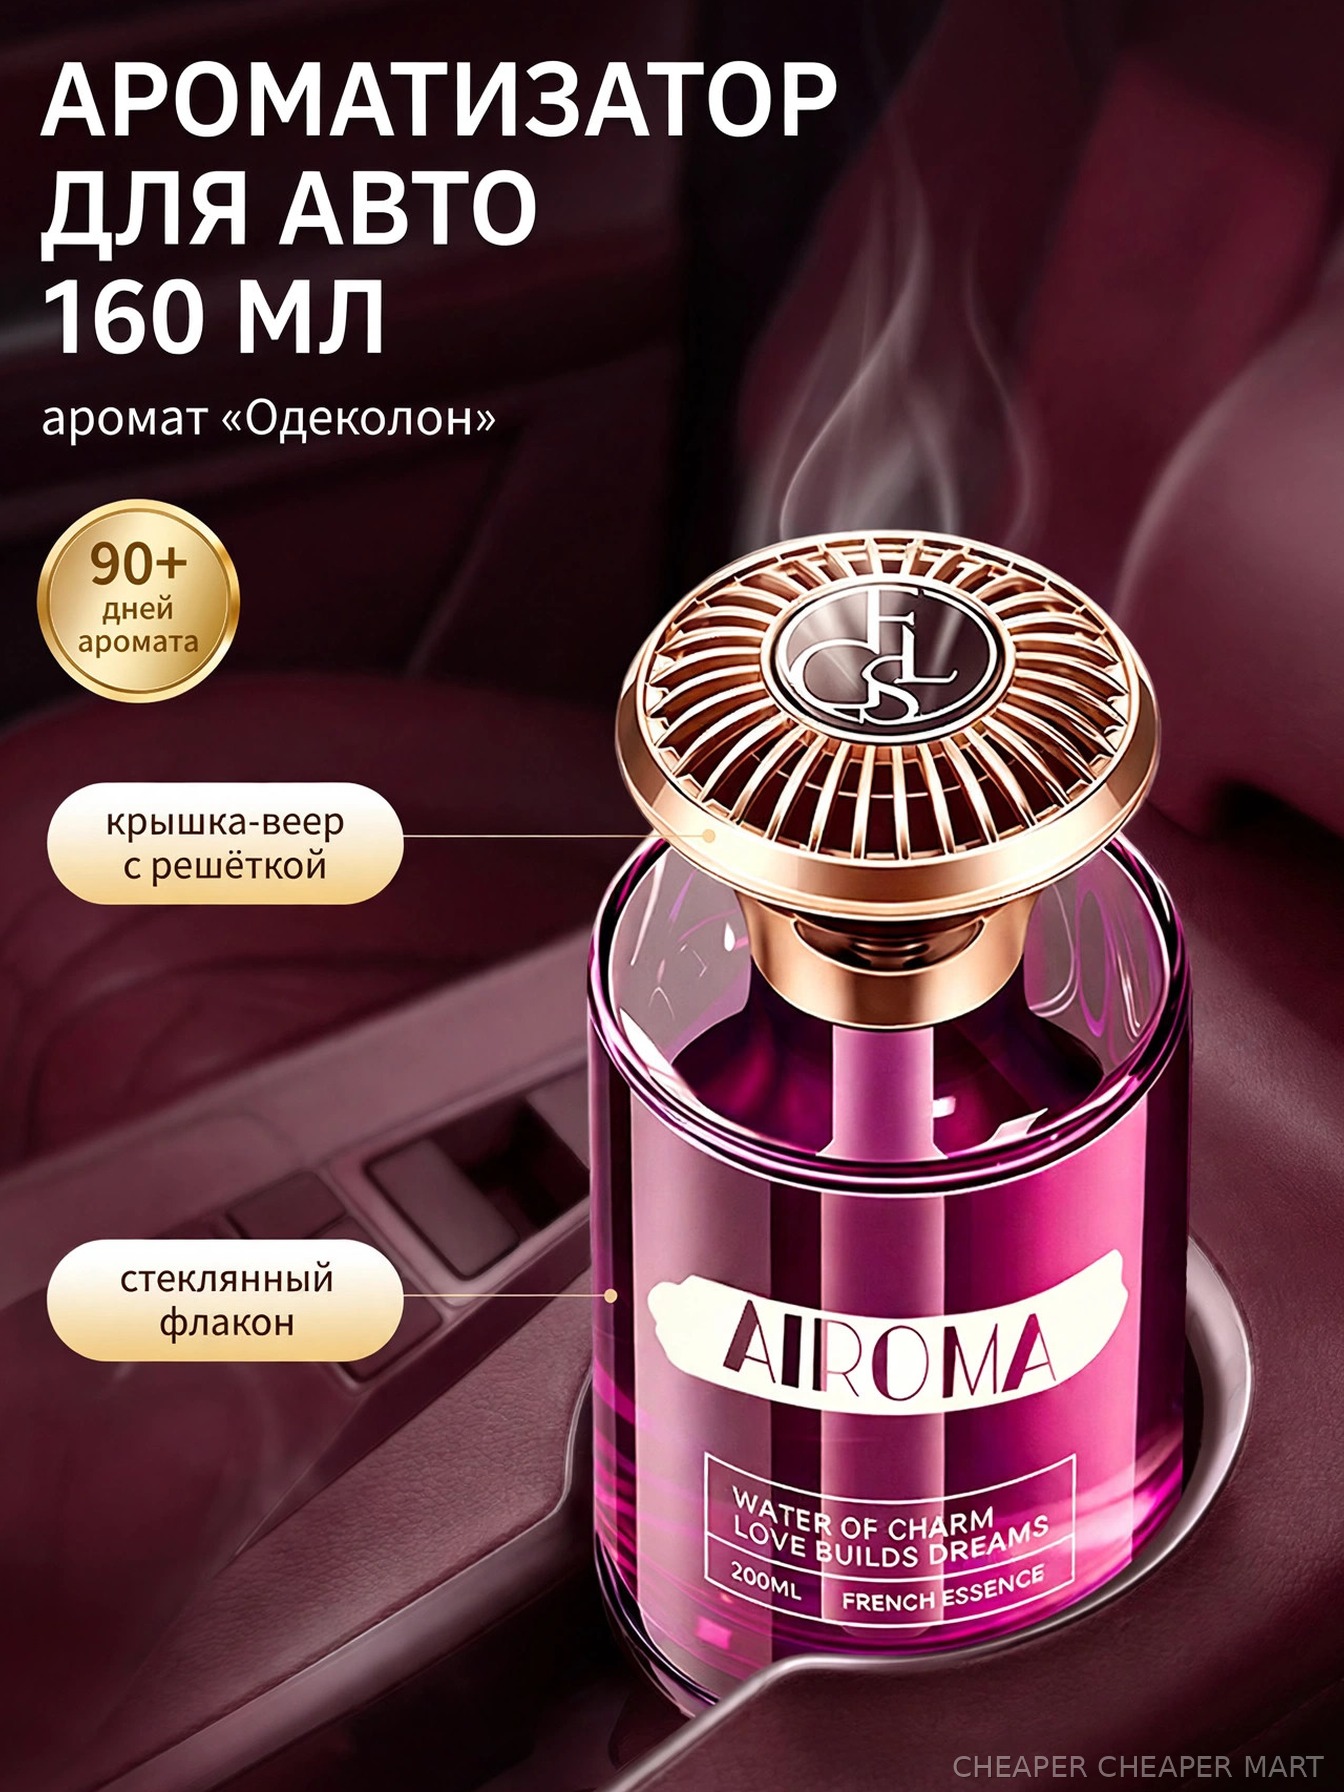 АРОМАТИЗАТОР
ДЛЯ АВТО
160 МЛ
аромат «Одеколон»
90+
дней
аромата
крышка-веер
с решёткой
стеклянный
флакон
AIROMA
WATER OF CHARM
LOVE BUILDS DREAMS
200ML FRENCH ESSENCE
CHEAPER CHEAPER MART